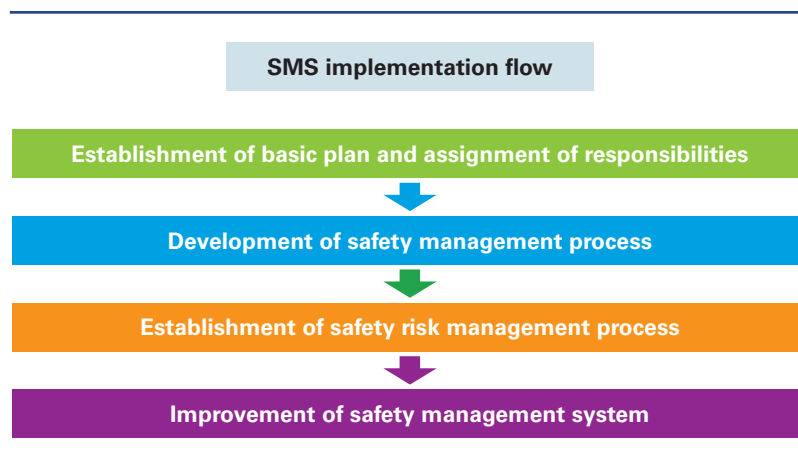 SMS implementation flow
Establishment of basic plan and assignment of responsibilities
Development of safety management process
Establishment of safety risk management process
Improvement of safety management system